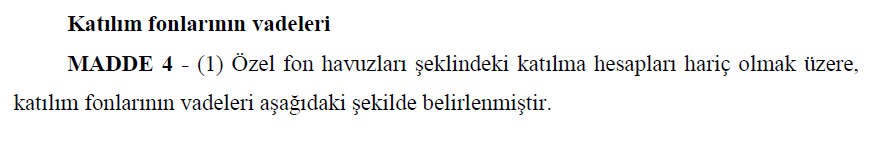 Katılım fonlarının vadeleri
MADDE 4 - (1) Özel fon havuzları şeklindeki katılma hesapları hariç olmak üzere,
katılım fonlarının vadeleri aşağıdaki şekilde belirlenmiştir.